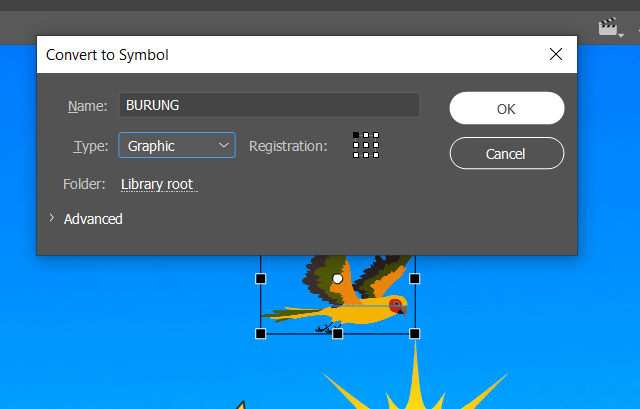 Convert to Symbol
Name: BURUNG
OK
Type: Graphic
Registration:
Cancel
Folder: Library root
Advanced